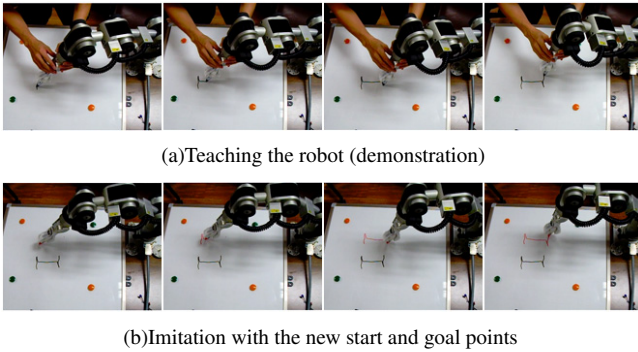 (a)Teaching the robot (demonstration)
(b)Imitation with the new start and goal points